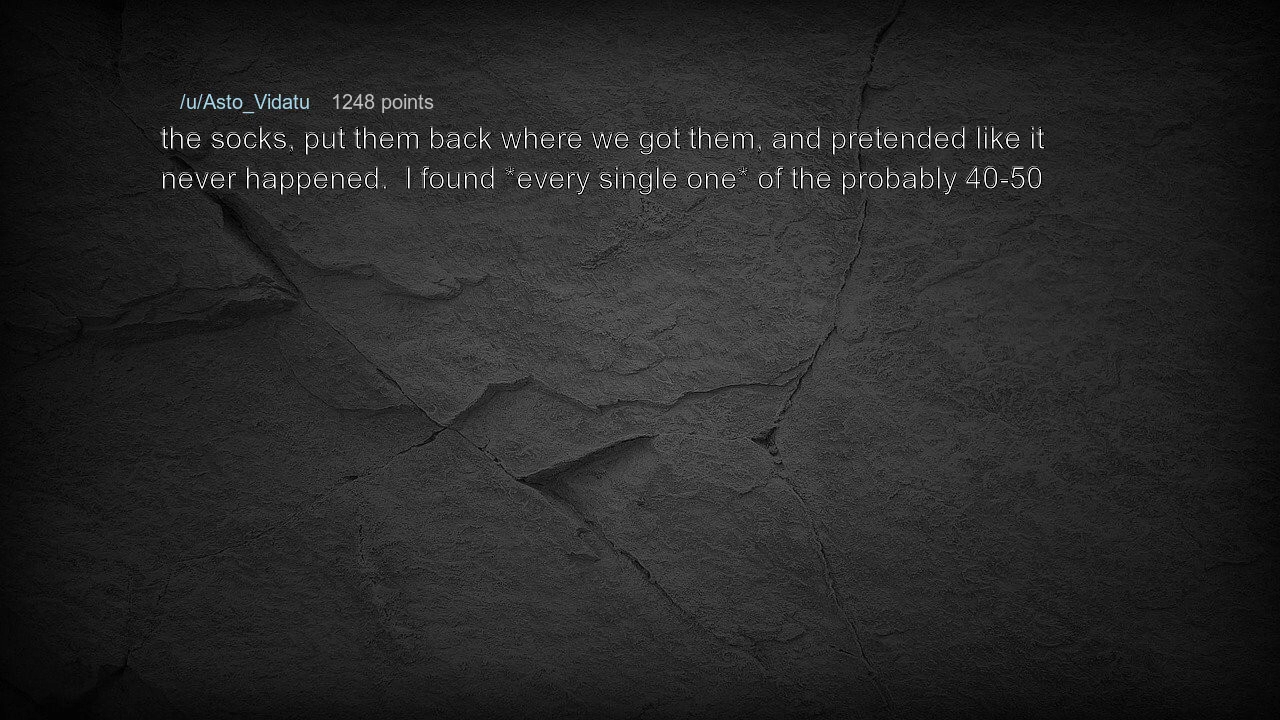 /u/Asto_Vidatu 1248 points
the socks, put them back where we got them, and pretended like it
never happened.  I found *every single one* of the probably 40-50